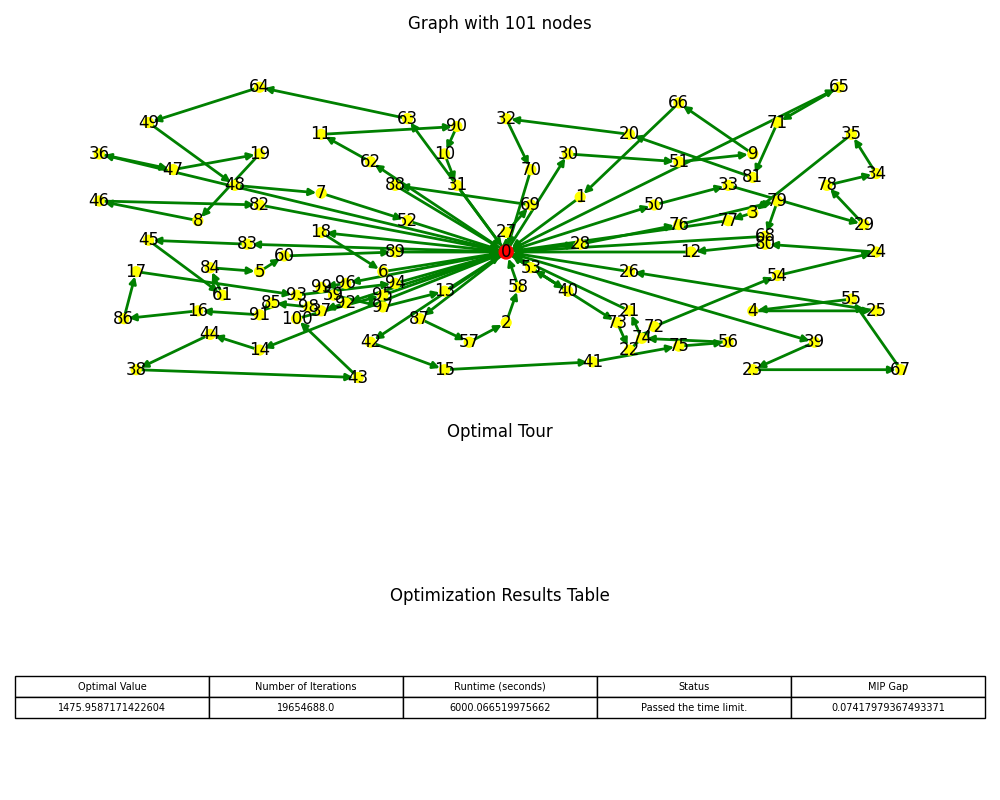 Graph with 101 nodes
64 65
66
63
49 32 90 20 71 35
11
36 19 10 30 51 9
62
47 48 88 31 70 81 33 78 34
7 1
46 82 69 50 3 79
8 52 76 77 29
45 83 18 27 28 68
80
60 89 0 12 24
17 84 5 6 53 26 54
99 96 94 58 40
61 93 59 95 13 55
16 85 98 92 97 21 4 25
91 37
86 100 87 2 73 72
44 42 57 74 56 39
14 22 75
38 43 15 41 23 67
Optimal Tour
Optimization Results Table
Optimal Value Number of Iterations Runtime (seconds) Status MIP Gap
1475.9587171422604 19654688.0 6000.066519975662 Passed the time limit. 0.07417979367493371